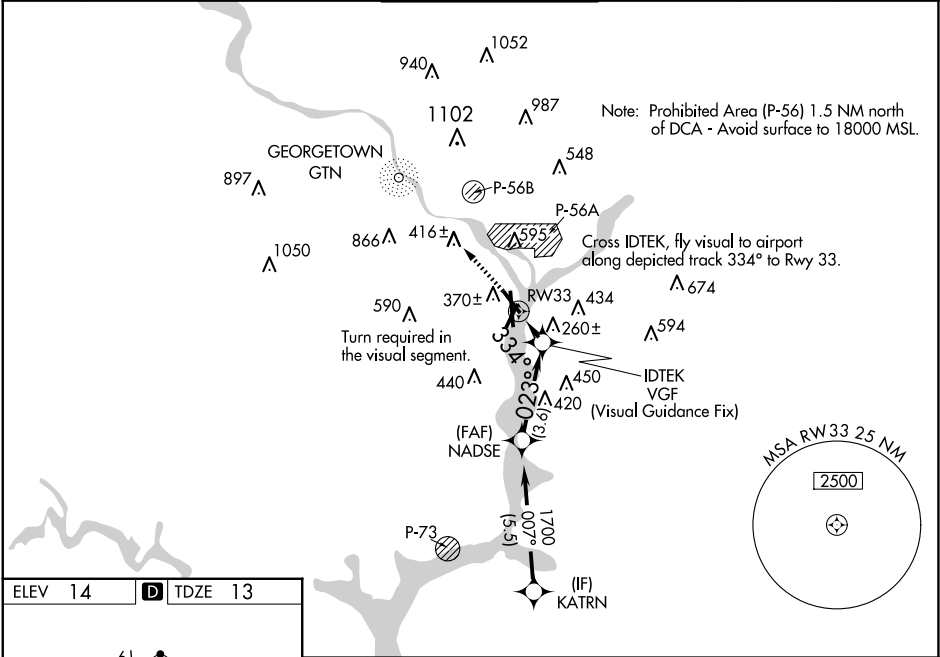 1052
940
987
1102
Note: Prohibited Area (P-56) 1.5 NM north
of DCA - Avoid surface to 18000 MSL.
GEORGETOWN
GTN
548
897
P-56B
P-56A
866
416±
595
Cross IDTEK, fly visual to airport
along depicted track 334° to Rwy 33.
1050
674
370±
RW33
434
590
260±
594
Turn required in
the visual segment.
334°
440
450
IDTEK
VGF
(Visual Guidance Fix)
420
023°
(3.6)
(FAF)
NADSE
MSA RW33 25 NM
2500
1700
007°
(5.5)
P-73
(IF)
KATRN
ELEV 14
D
TDZE 13